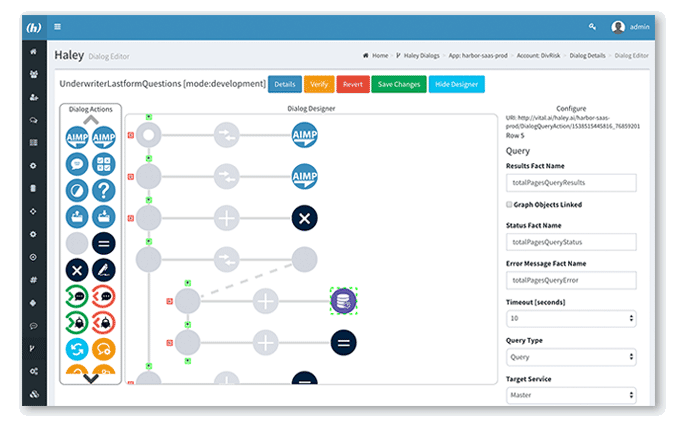 (h)
admin
Haley Dialog Editor
Home > Haley Dialogs > App: harbor-saas-prod > Account: DivRisk > Dialog Details > Dialog Editor
UnderwriterLastformQuestions [mode:development] Details Verify Revert Save Changes Hide Designer
Dialog Actions
Dialog Designer
Configure
URI: http://vital.ai/haley.ai/harbor-saas-
prod/DialogQueryAction/1538515445816_76859201
Row 5
AIMP AIMP
AIMP
AIMP
Query
Results Fact Name
totalPagesQueryResults
Graph Objects Linked
Status Fact Name
totalPagesQueryStatus
Error Message Fact Name
totalPagesQueryError
Timeout [seconds]
10
Query Type
Query
Target Service
Master